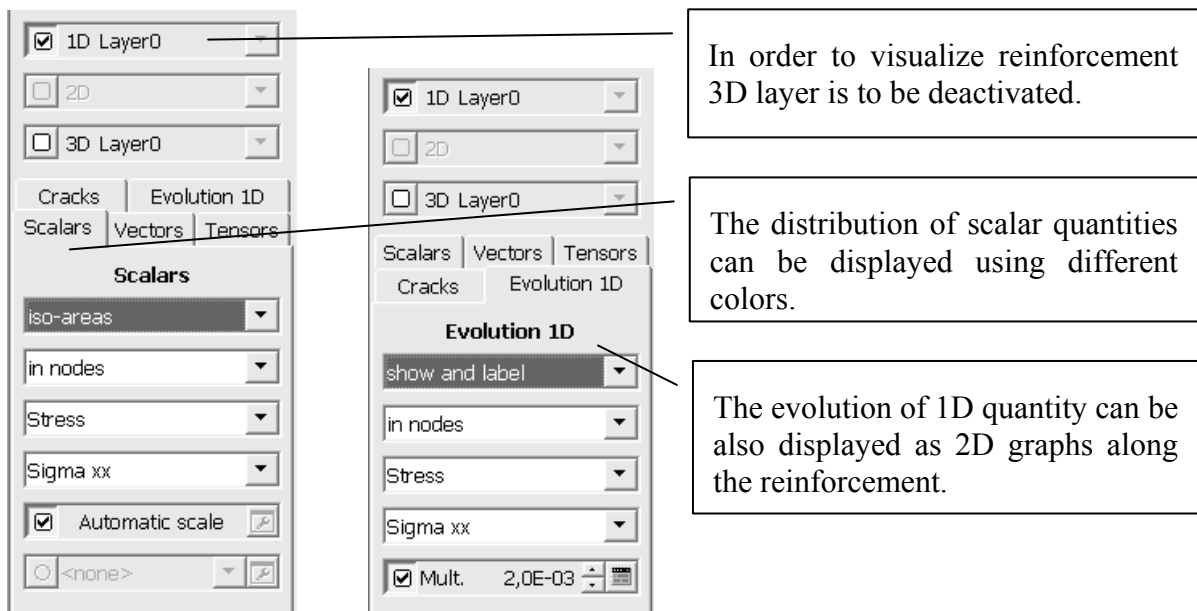 1D Layer0
2D
3D Layer0
Cracks Evolution 1D
Scalars Vectors Tensors
Scalars
iso-areas
in nodes
Stress
Sigma xx
Automatic scale
<none>
1D Layer0
2D
3D Layer0
Scalars Vectors Tensors
Cracks Evolution 1D
Evolution 1D
show and label
in nodes
Stress
Sigma xx
Mult. 2,0E-03
In order to visualize reinforcement
3D layer is to be deactivated.
The distribution of scalar quantities
can be displayed using different
colors.
The evolution of 1D quantity can be
also displayed as 2D graphs along
the reinforcement.